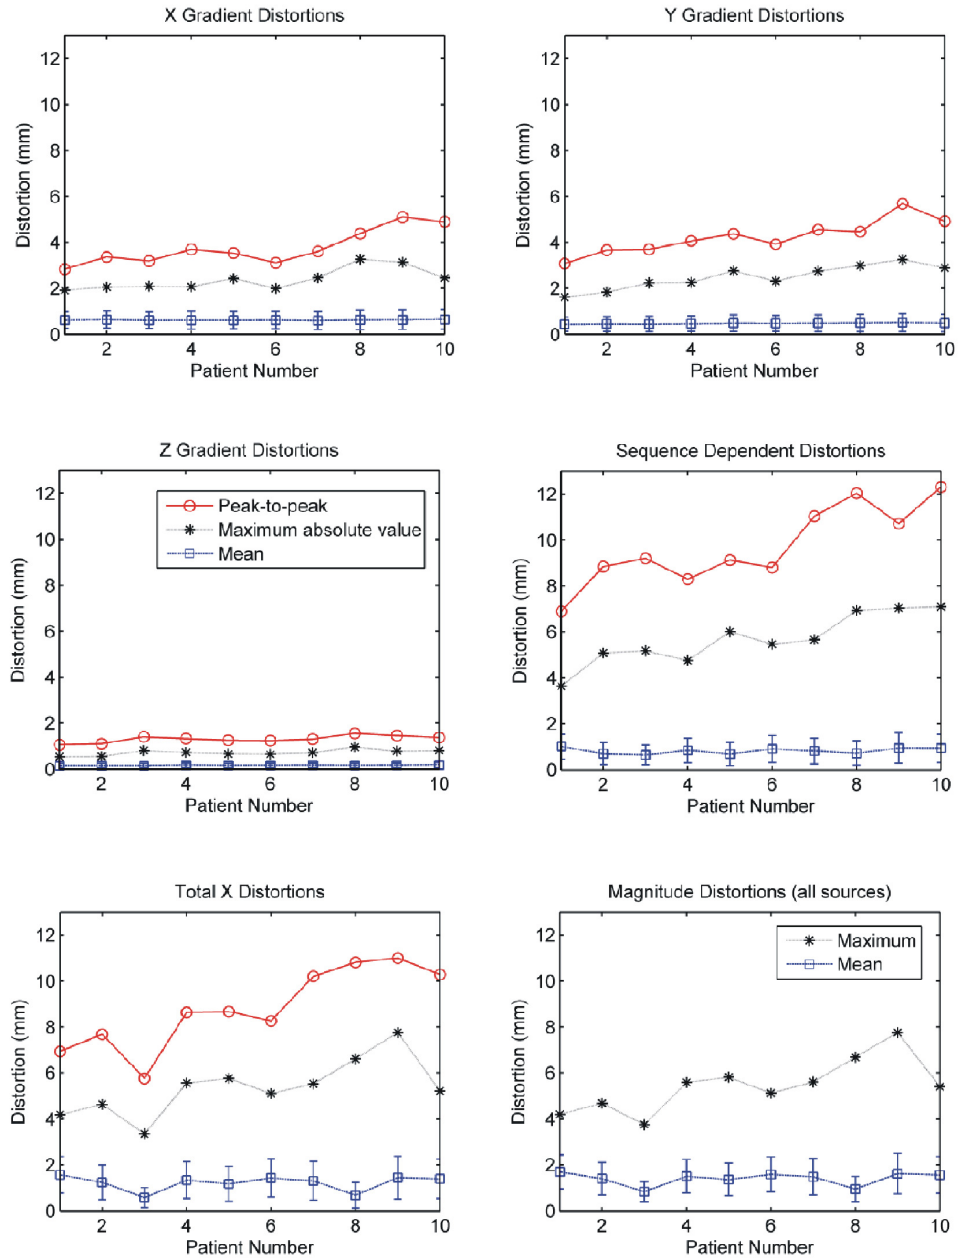 X Gradient Distortions
Distortion (mm)
12
10
8
6
4
2
0
2 4 6 8 10
Patient Number
Y Gradient Distortions
Distortion (mm)
12
10
8
6
4
2
0
2 4 6 8 10
Patient Number
Z Gradient Distortions
Distortion (mm)
12
10
8
6
4
2
0
Peak-to-peak
Maximum absolute value
Mean
2 4 6 8 10
Patient Number
Sequence Dependent Distortions
Distortion (mm)
12
10
8
6
4
2
0
2 4 6 8 10
Patient Number
Total X Distortions
Distortion (mm)
12
10
8
6
4
2
0
2 4 6 8 10
Patient Number
Magnitude Distortions (all sources)
Distortion (mm)
12
10
8
6
4
2
0
Maximum
Mean
2 4 6 8 10
Patient Number